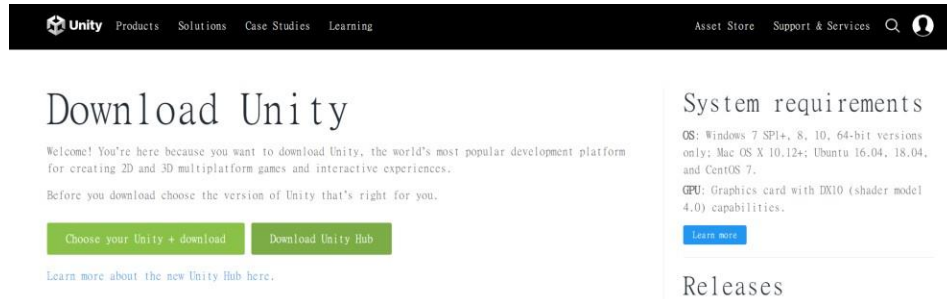 Unity Products Solutions Case Studies Learning
Asset Store Support & Services
Download Unity
Welcome! You're here because you want to download Unity, the world's most popular development platform
for creating 2D and 3D multiplatform games and interactive experiences.
Before you download choose the version of Unity that's right for you.
Choose your Unity + download
Download Unity Hub
Learn more about the new Unity Hub here.
System requirements
OS: Windows 7 SP1+, 8, 10, 64-bit versions
only; Mac OS X 10.12+; Ubuntu 16.04, 18.04,
and CentOS 7.
GPU: Graphics card with DX10 (shader model
4.0) capabilities.
Learn more
Releases